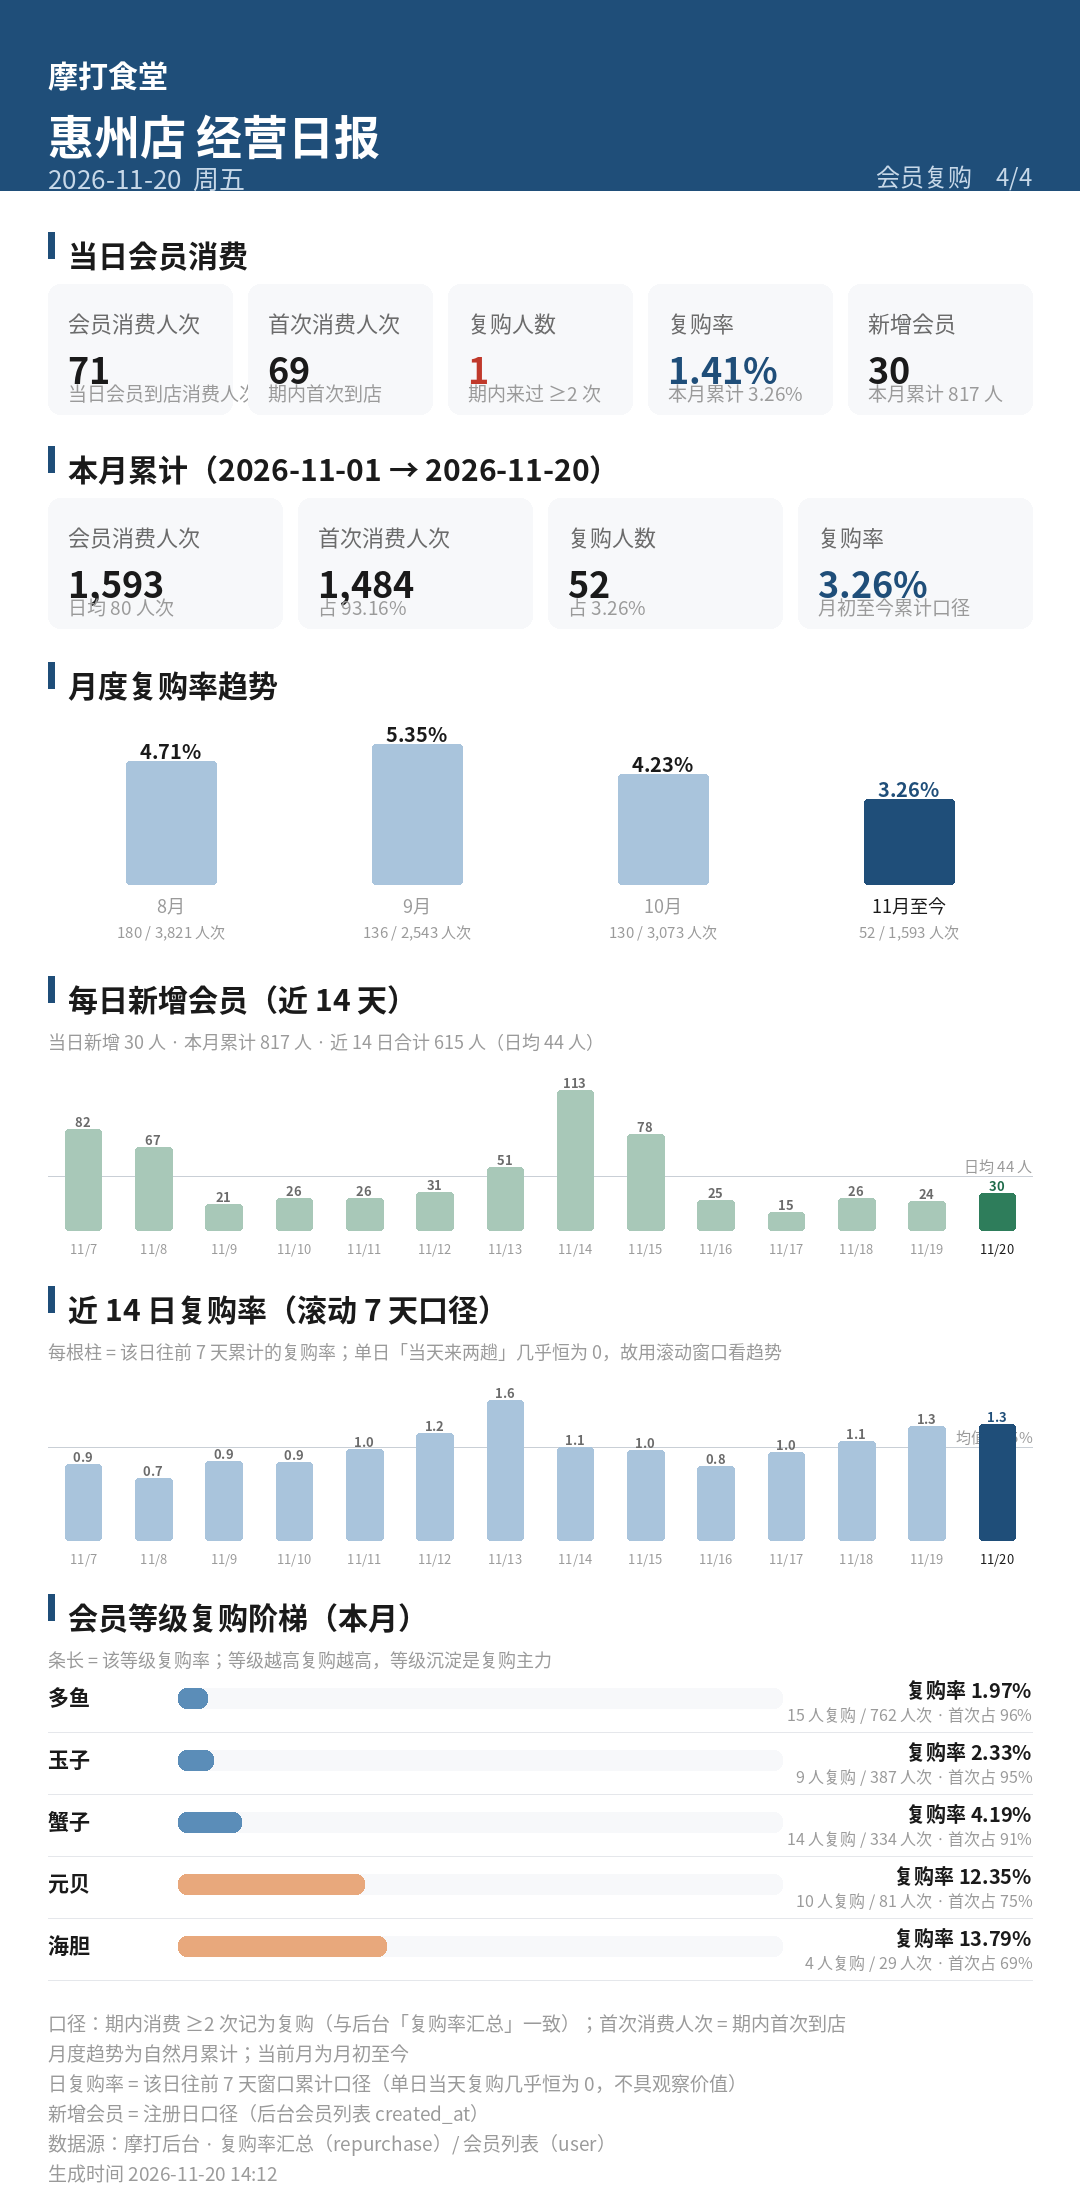 摩打食堂
惠州店 经营日报
2026-11-20 周五
会员复购 4/4
当日会员消费
会员消费人次
71
当日会员到店消费人次
首次消费人次
69
期内首次到店
复购人数
1
期内来过 ≥2 次
复购率
1.41%
本月累计 3.26%
新增会员
30
本月累计 817 人
本月累计（2026-11-01 → 2026-11-20）
会员消费人次
1,593
日均 80 人次
首次消费人次
1,484
占 93.16%
复购人数
52
占 3.26%
复购率
3.26%
月初至今累计口径
月度复购率趋势
4.71%
5.35%
4.23%
3.26%
8月
9月
10月
11月至今
180 / 3,821 人次
136 / 2,543 人次
130 / 3,073 人次
52 / 1,593 人次
每日新增会员（近 14 天）
当日新增 30 人 · 本月累计 817 人 · 近 14 日合计 615 人（日均 44 人）
82 67 21 26 26 31 51 113 78 25 15 26 24 30
日均 44 人
11/7 11/8 11/9 11/10 11/11 11/12 11/13 11/14 11/15 11/16 11/17 11/18 11/19 11/20
近 14 日复购率（滚动 7 天口径）
每根柱 = 该日往前 7 天累计的复购率；单日「当天来两趟」几乎恒为 0，故用滚动窗口看趋势
0.9 0.7 0.9 0.9 1.0 1.2 1.6 1.1 1.0 0.8 1.0 1.1 1.3 1.3
11/7 11/8 11/9 11/10 11/11 11/12 11/13 11/14 11/15 11/16 11/17 11/18 11/19 11/20
会员等级复购阶梯（本月）
条长 = 该等级复购率；等级越高复购越高，等级沉淀是复购主力
多鱼
复购率 1.97%
15 人复购 / 762 人次 · 首次占 96%
玉子
复购率 2.33%
9 人复购 / 387 人次 · 首次占 95%
蟹子
复购率 4.19%
14 人复购 / 334 人次 · 首次占 91%
元贝
复购率 12.35%
10 人复购 / 81 人次 · 首次占 75%
海胆
复购率 13.79%
4 人复购 / 29 人次 · 首次占 69%
口径：期内消费 ≥2 次记为复购（与后台「复购率汇总」一致）；首次消费人次 = 期内首次到店
月度趋势为自然月累计；当前月为月初至今
日复购率 = 该日往前 7 天窗口累计口径（单日当天复购几乎恒为 0，不具观察价值）
新增会员 = 注册日口径（后台会员列表 created_at）
数据源：摩打后台 · 复购率汇总（repurchase）/ 会员列表（user）
生成时间 2026-11-20 14:12